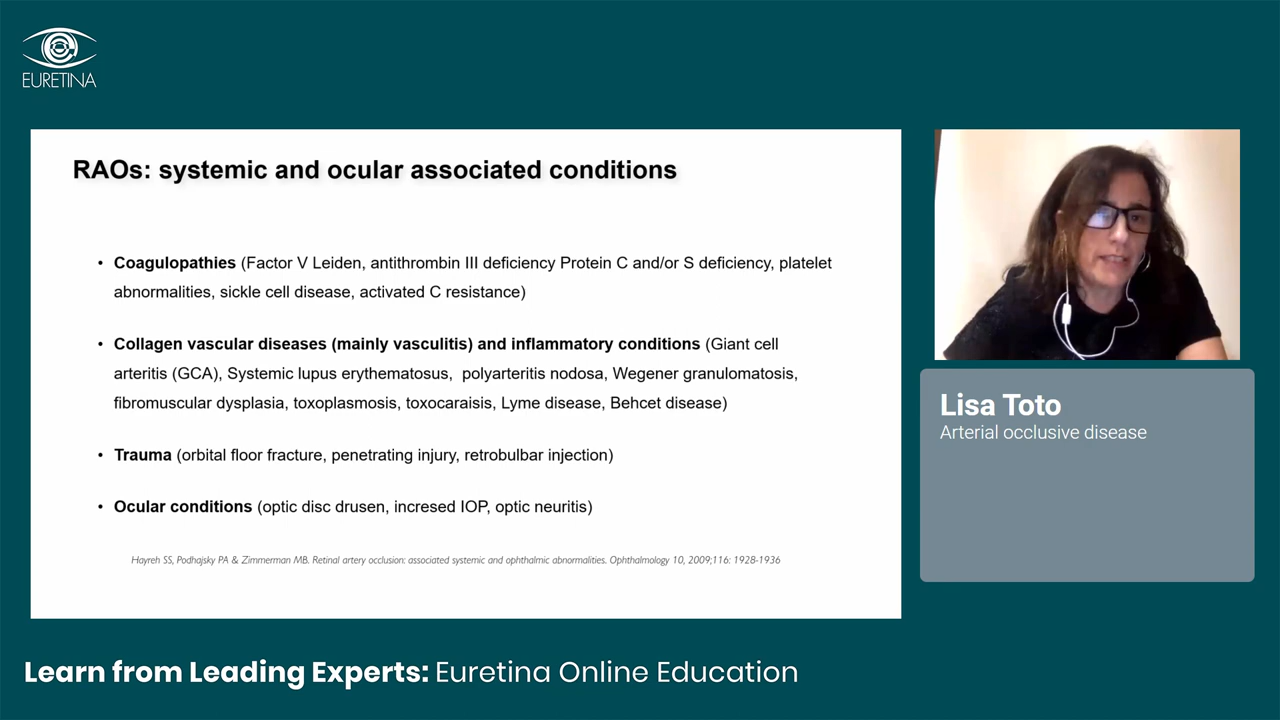 EURETINA
RAOs: systemic and ocular associated conditions
• Coagulopathies (Factor V Leiden, antithrombin III deficiency Protein C and/or S deficiency, platelet
abnormalities, sickle cell disease, activated C resistance)
• Collagen vascular diseases (mainly vasculitis) and inflammatory conditions (Giant cell
arteritis (GCA), Systemic lupus erythematosus, polyarteritis nodosa, Wegener granulomatosis,
fibromuscular dysplasia, toxoplasmosis, toxocaraisis, Lyme disease, Behcet disease)
• Trauma (orbital floor fracture, penetrating injury, retrobulbar injection)
• Ocular conditions (optic disc drusen, incresed IOP, optic neuritis)
Hayreh SS, Podhajsky PA & Zimmerman MB. Retinal artery occlusion: associated systemic and ophthalmic abnormalities. Ophthalmology 10, 2009;116: 1928-1936
Lisa Toto
Arterial occlusive disease
Learn from Leading Experts: Euretina Online Education